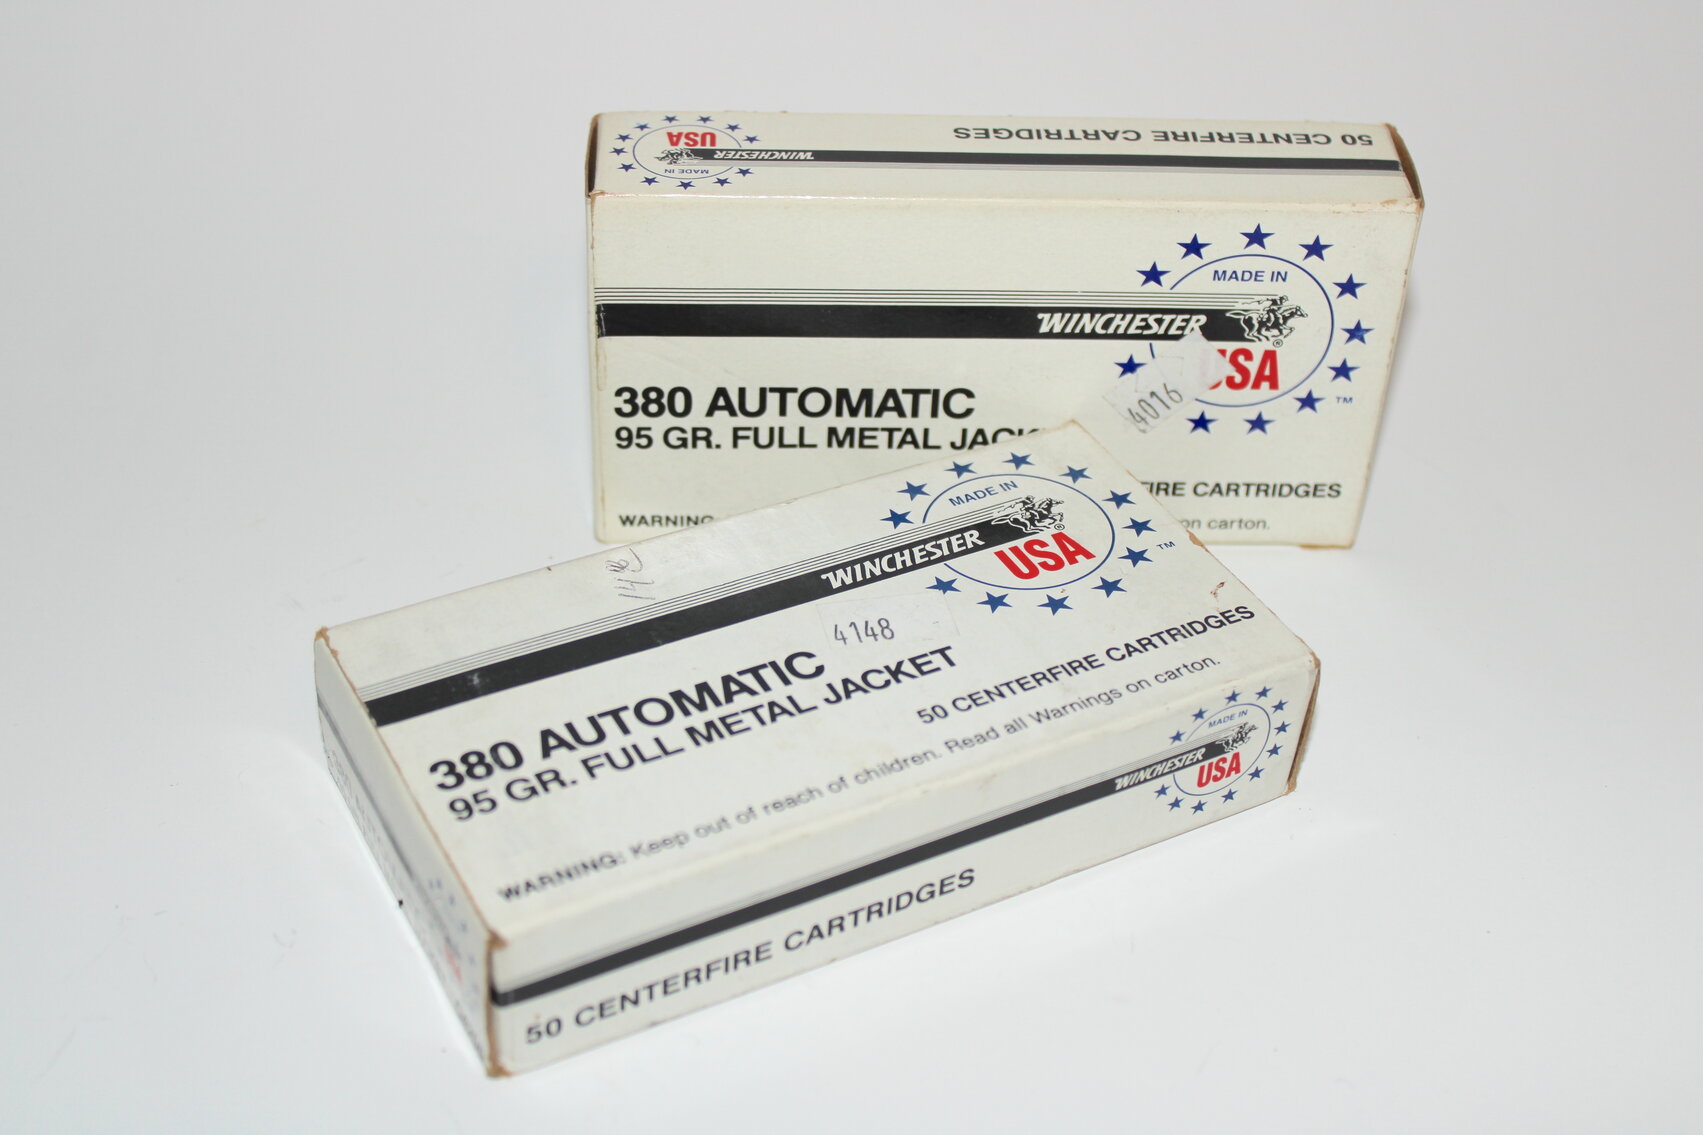 50 CENTERFIRE CARTRIDGES
WINCHESTER
MADE IN
USA
MADE IN
WINCHESTER
®
USA
TM
4016
380 AUTOMATIC
95 GR. FULL METAL
FIRE CARTRIDGES
WARNING
on carton.
MADE IN
WINCHESTER
®
USA
TM
4148
380 AUTOMATIC
95 GR. FULL METAL JACKET
50 CENTERFIRE CARTRIDGES
WARNING: Keep out of reach of children. Read all Warnings on carton.
MADE IN
WINCHESTER
USA
50 CENTERFIRE CARTRIDGES